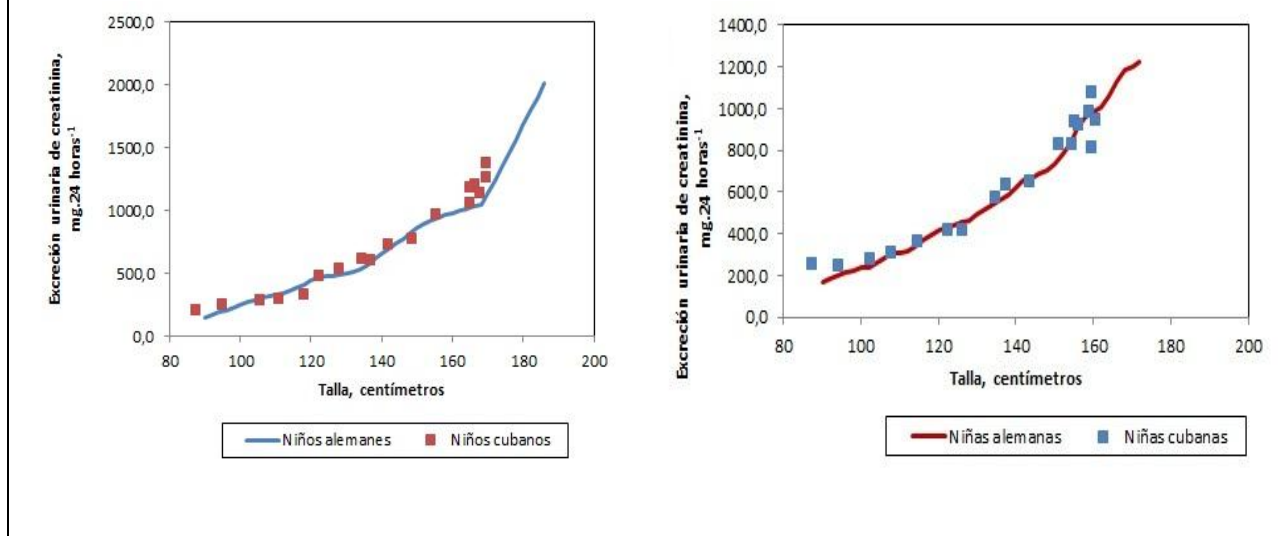 Excreción urinaria de creatinina,
mg.24 horas-1
2500,0
2000,0
1500,0
1000,0
500,0
0,0
80 100 120 140 160 180 200
Talla, centímetros
Niños alemanes Niños cubanos
Excreción urinaria de creatinina,
mg.24 horas-1
1400,0
1200,0
1000,0
800,0
600,0
400,0
200,0
0,0
80 100 120 140 160 180 200
Talla, centímetros
Niñas alemanas Niñas cubanas